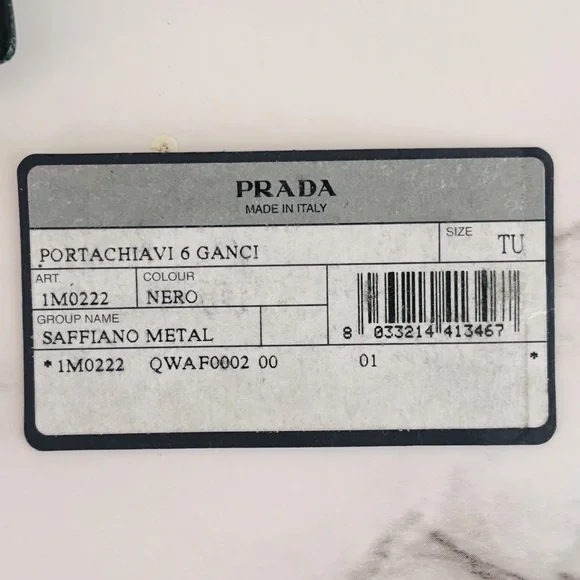 PRADA
MADE IN ITALY
PORTACHIAVI 6 GANCI
SIZE TU
ART. COLOUR
1M0222 NERO
GROUP NAME
SAFFIANO METAL
8 033214 413467
*1M0222 QWAF0002 00 01 *